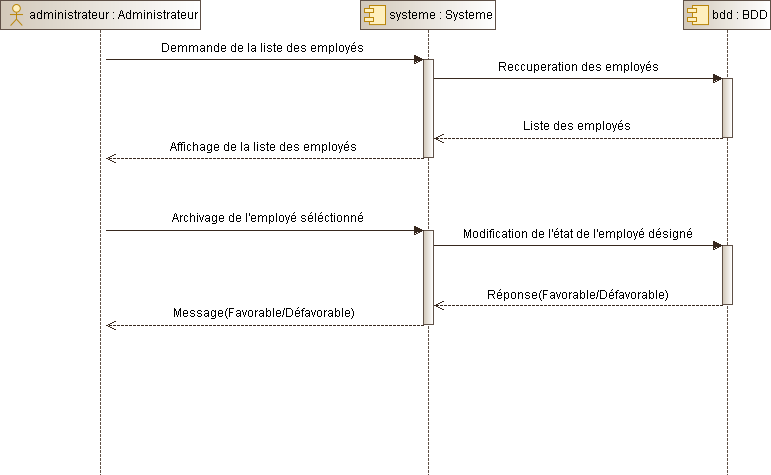 administrateur : Administrateur
systeme : Systeme
bdd : BDD
Demmande de la liste des employés
Reccuperation des employés
Liste des employés
Affichage de la liste des employés
Archivage de l'employé séléctionné
Modification de l'état de l'employé désigné
Réponse(Favorable/Défavorable)
Message(Favorable/Défavorable)